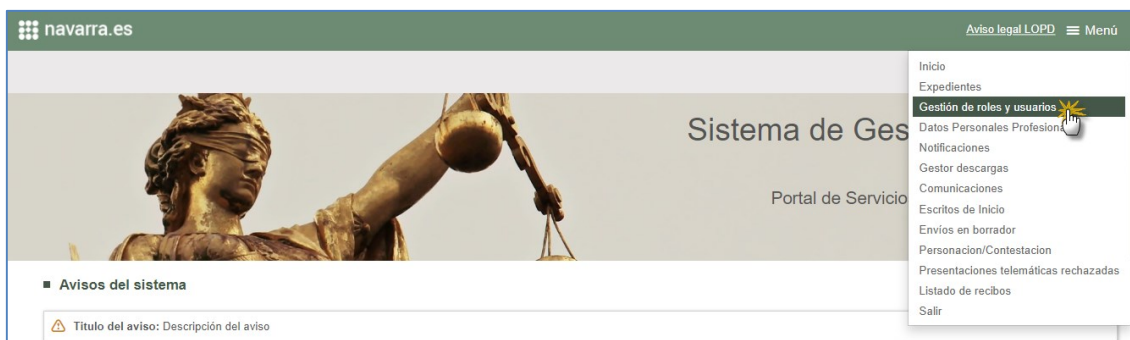 navarra.es
Aviso legal LOPD Menú
Inicio
Expedientes
Gestión de roles y usuarios
Datos Personales
Notificaciones
Gestor descargas
Comunicaciones
Escritos de Inicio
Envíos en borrador
Personacion/Contestacion
Presentaciones telemáticas rechazadas
Listado de recibos
Salir
Sistema de Ges
Portal de Servicio
Avisos del sistema
Titulo del aviso: Descripción del aviso